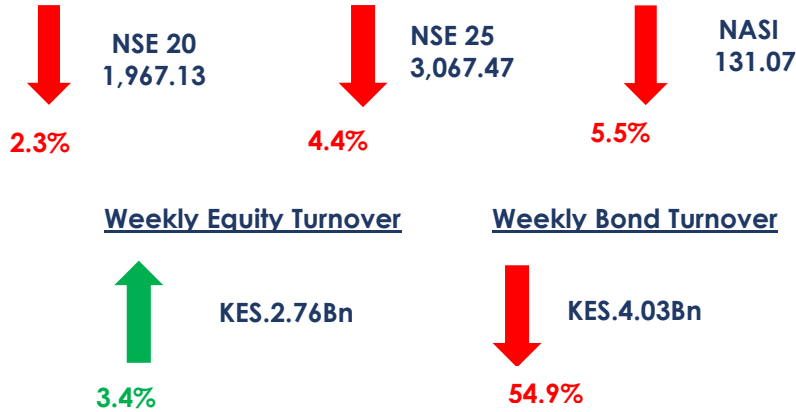 NSE 20
1,967.13
2.3%
NSE 25
3,067.47
4.4%
NASI
131.07
5.5%
Weekly Equity Turnover
KES.2.76Bn
3.4%
Weekly Bond Turnover
KES.4.03Bn
54.9%